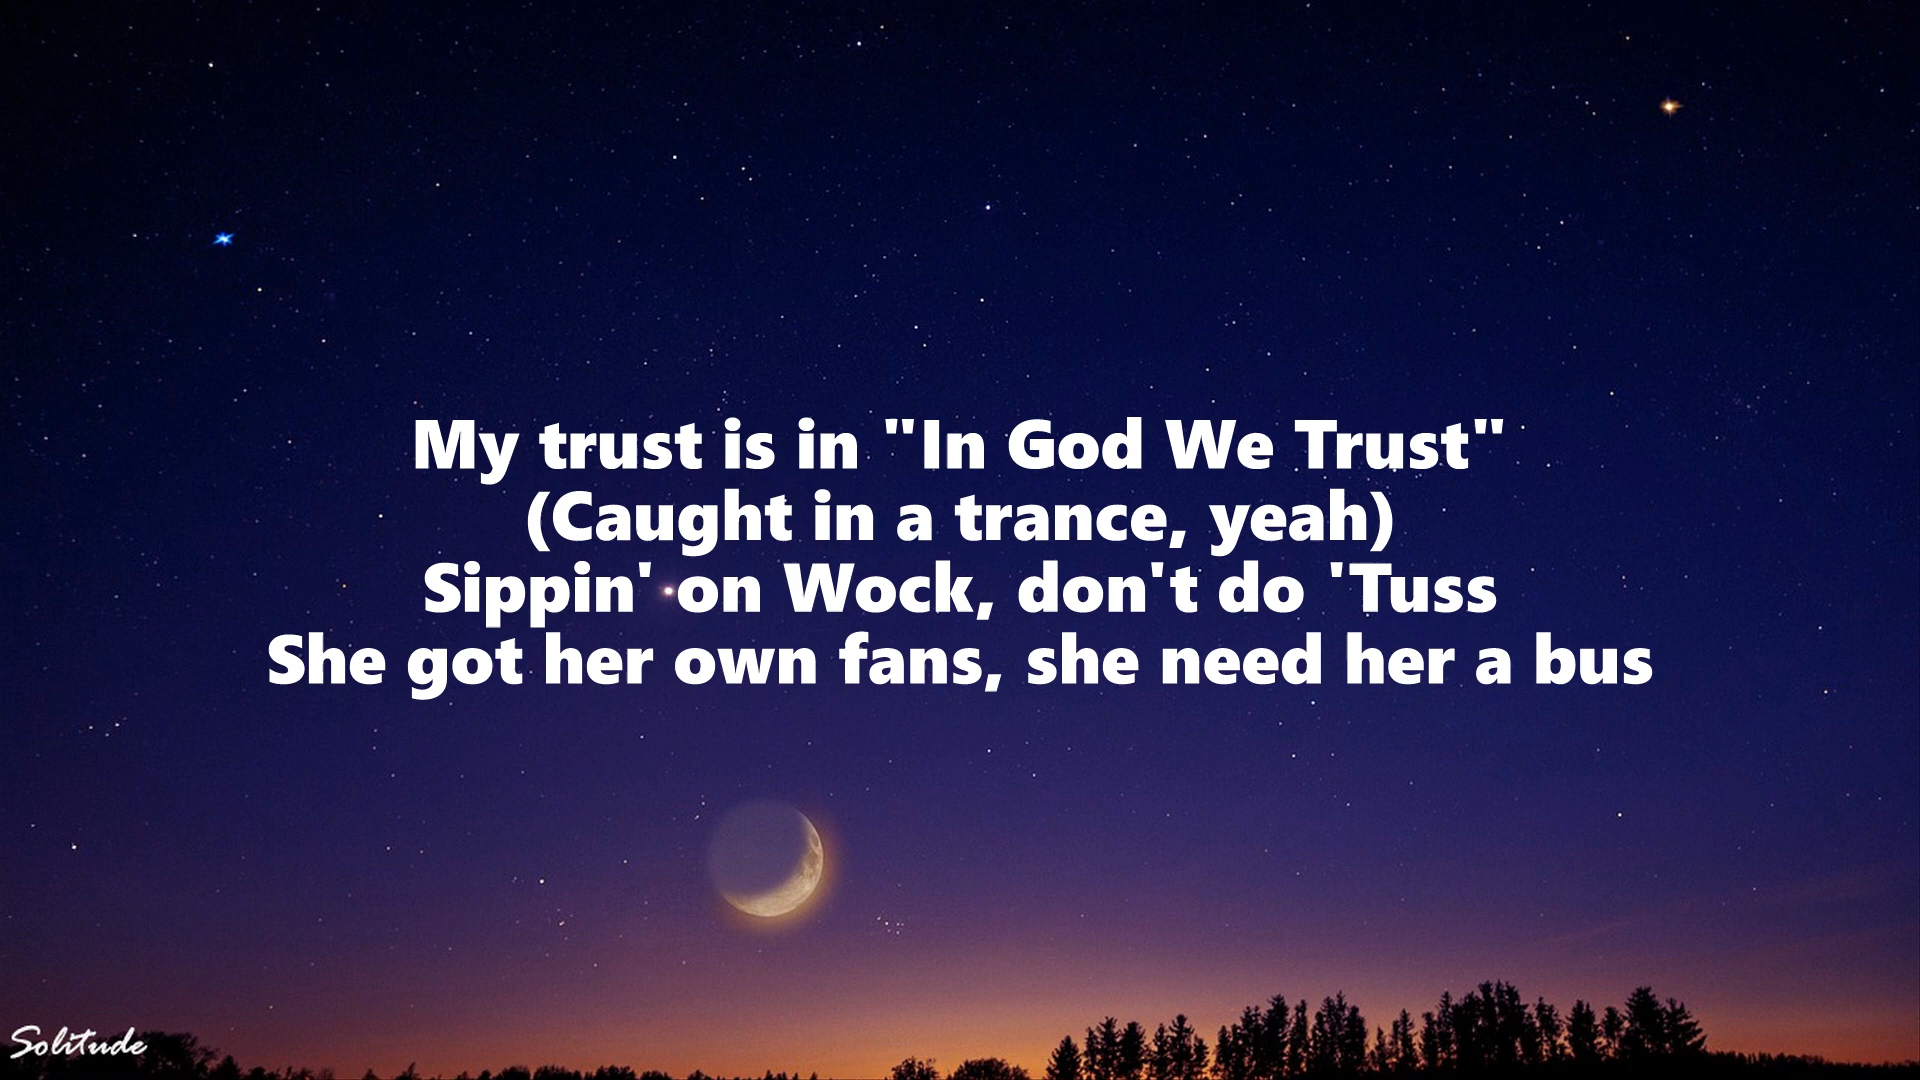 My trust is in "In God We Trust"
(Caught in a trance, yeah)
Sippin' on Wock, don't do 'Tuss
She got her own fans, she need her a bus
Solitude